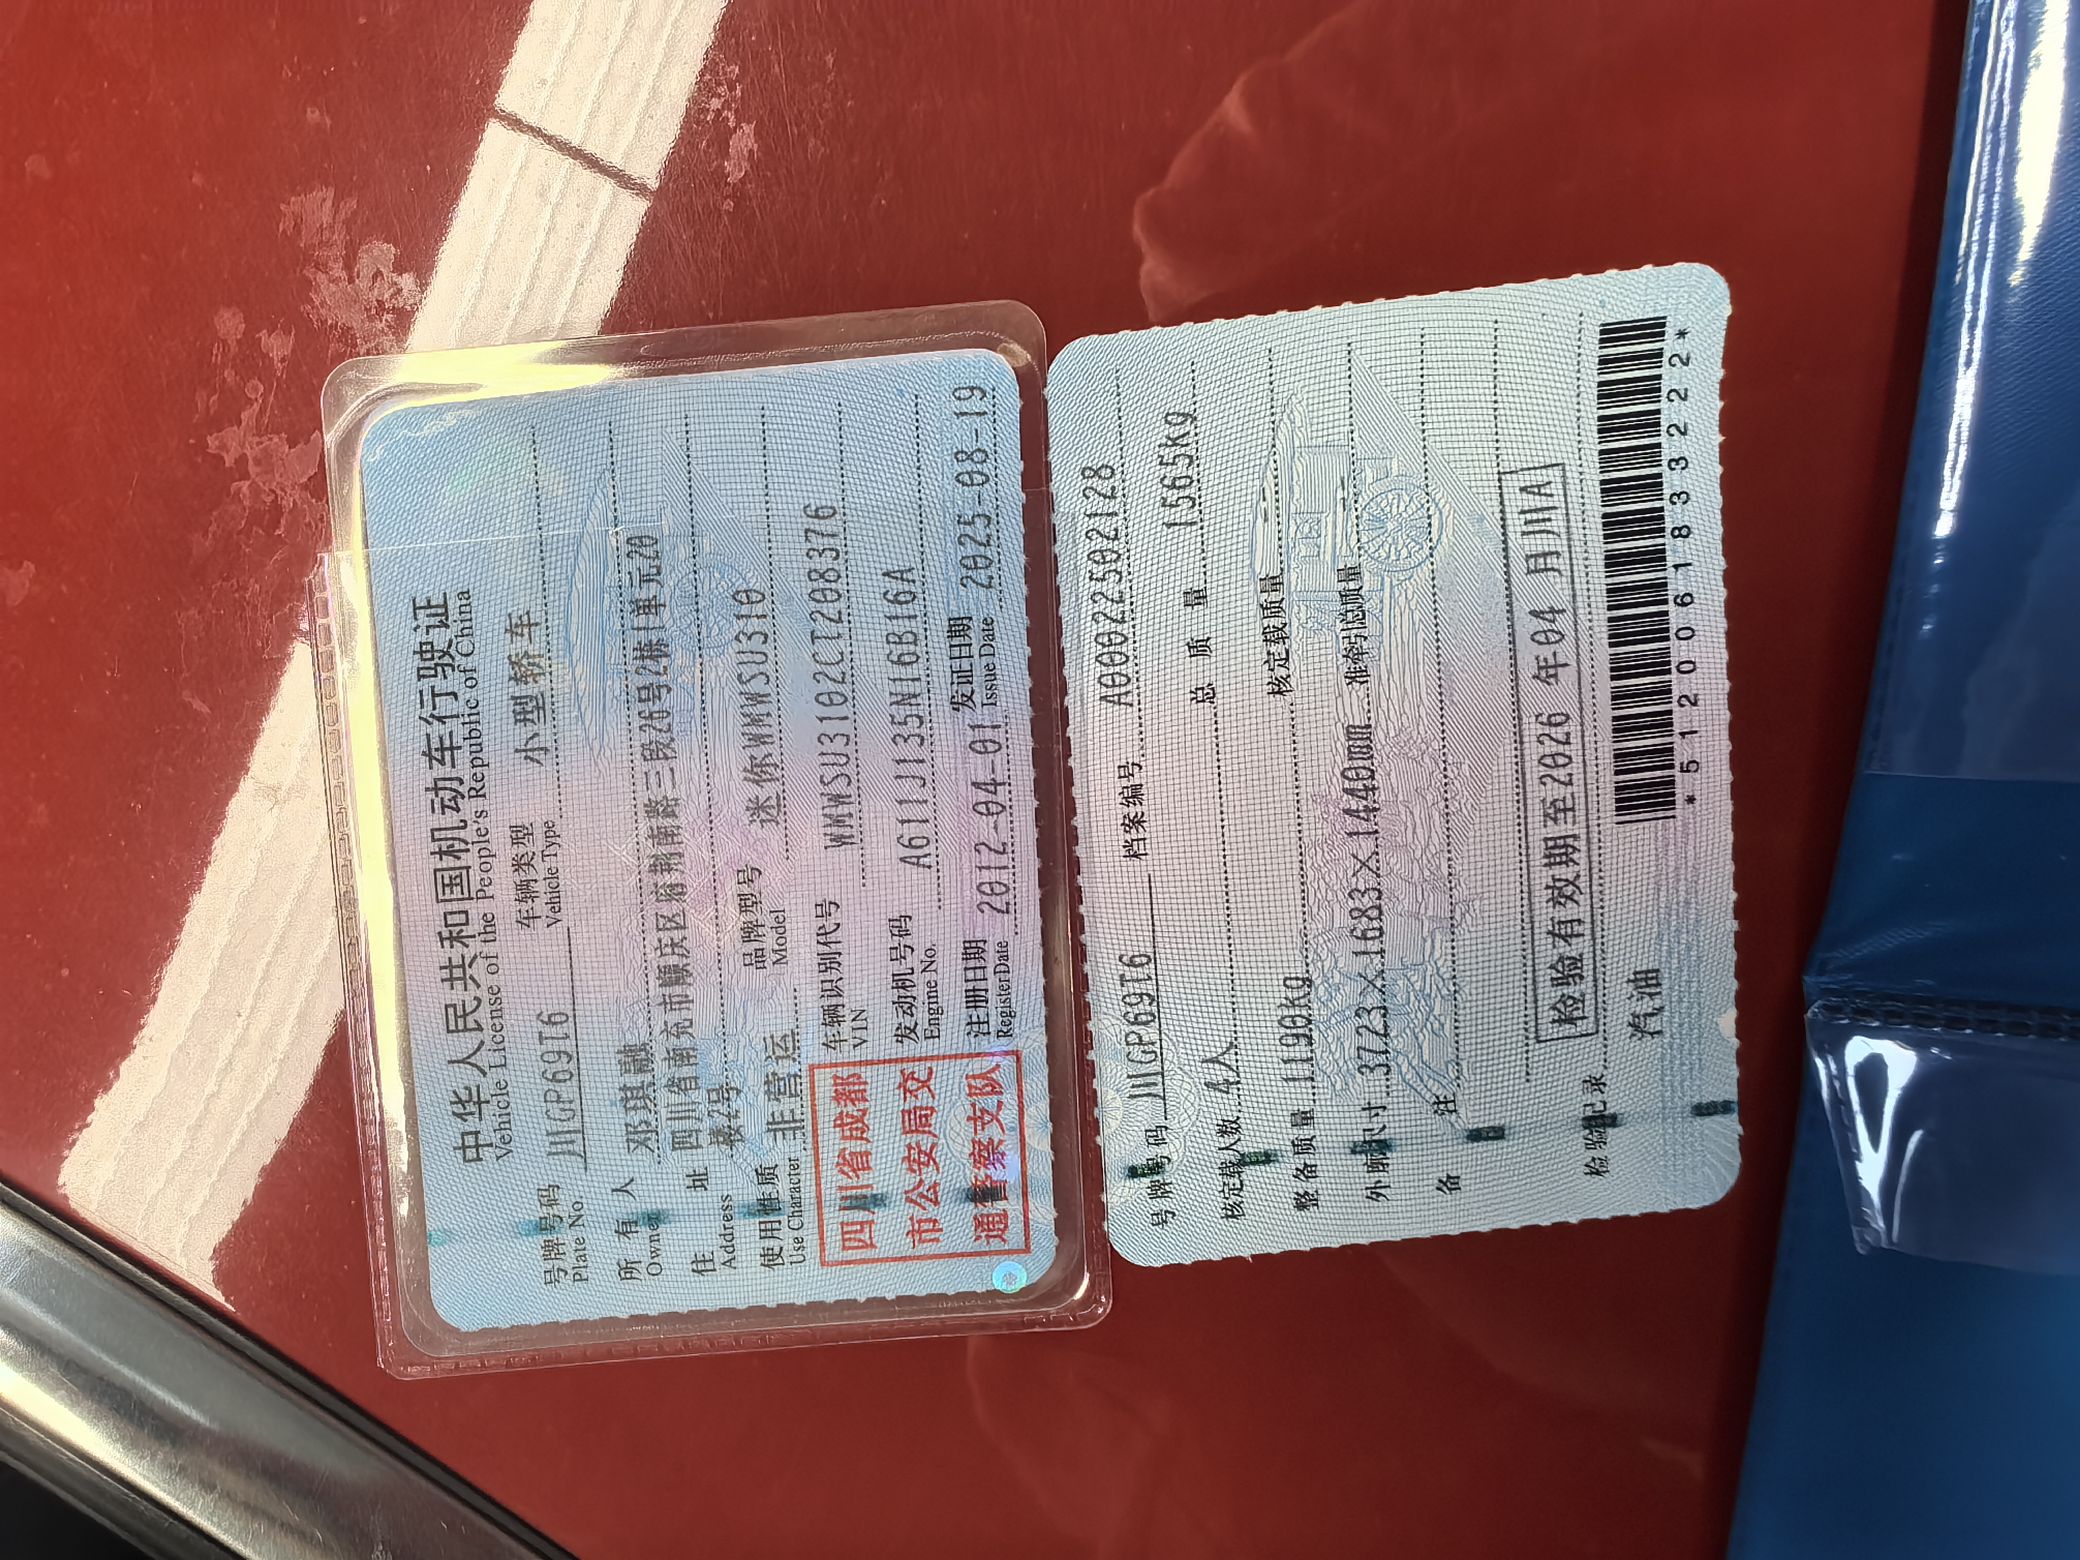 中华人民共和国机动车行驶证
Vehicle License of the People's Republic of China
号牌号码 川GP69T6 车辆类型 小型轿车
Plate No Vehicle Type
所有人 邓琪融
Owner
住址 四川省南充市顺庆区滨江南路三段28号2栋1单元20
Address 楼2号
使用性质 非营运 品牌型号 迷你WMWSU310
Use Character Model
四川省成都
市公安局交
通警察支队
车辆识别代号 WMWSU3102CT208376
VIN
发动机号码 A611J135N16B16A
Engine No.
注册日期 2012-04-01 发证日期 2025-08-19
Register Date Issue Date
号牌号码 川GP69T6 档案编号 A00022502128
核定载人数 4人 总质量 1565kg
整备质量 1190kg 核定载质量 --
外廓尺寸 3723×1683×1440mm 准牵引总质量 --
备注
检验有效期至2026年04月川A
检验记录
汽油
*5120061833222*